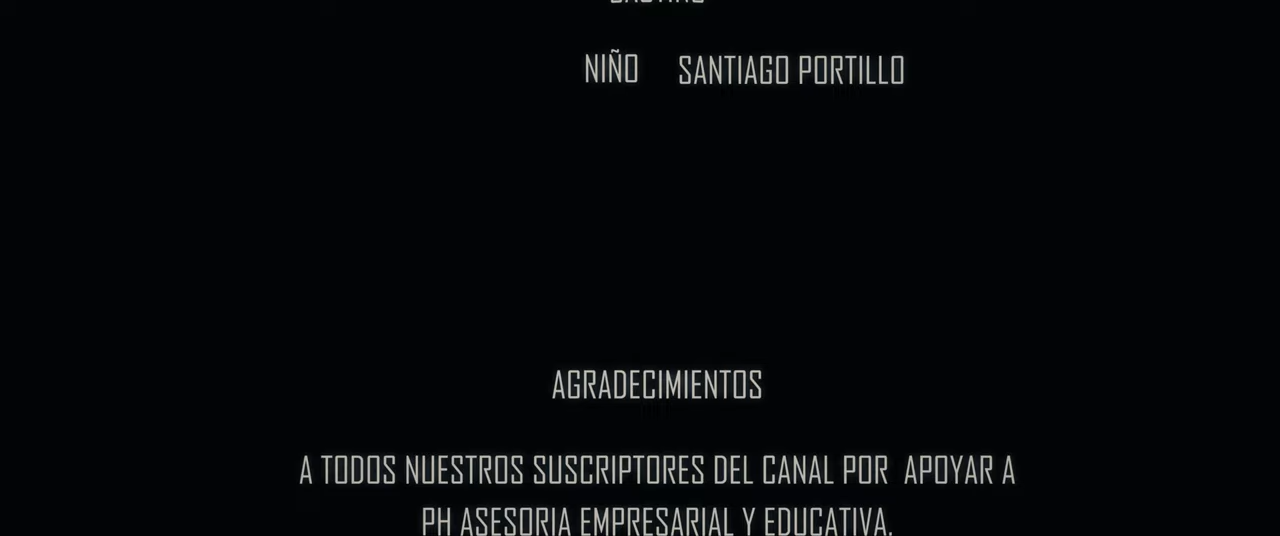 NIÑO SANTIAGO PORTILLO
AGRADECIMIENTOS
A TODOS NUESTROS SUSCRIPTORES DEL CANAL POR APOYAR A
PH ASESORIA EMPRESARIAL Y EDUCATIVA.